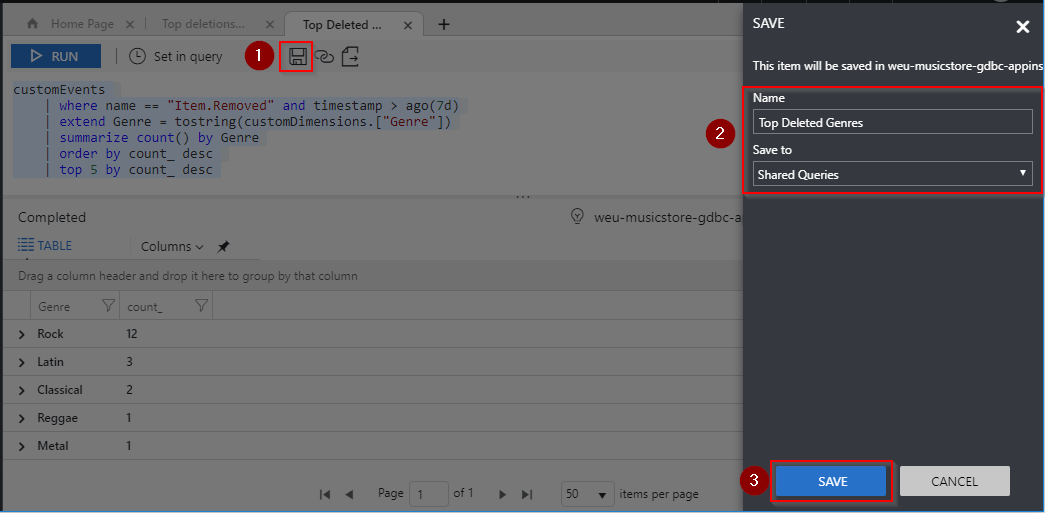 Home Page
Top deletions...
Top Deleted ...
RUN
Set in query
1
customEvents
| where name == "Item.Removed" and timestamp > ago(7d)
| extend Genre = tostring(customDimensions.["Genre"])
| summarize count() by Genre
| order by count_ desc
| top 5 by count_ desc
Completed
weu-musicstore-gdbc-ap
TABLE
Columns
Drag a column header and drop it here to group by that column
Genre count_
Rock 12
Latin 3
Classical 2
Reggae 1
Metal 1
Page 1 of 1
50 items per page
SAVE
This item will be saved in weu-musicstore-gdbc-appins
2
Name
Top Deleted Genres
Save to
Shared Queries
3
SAVE
CANCEL